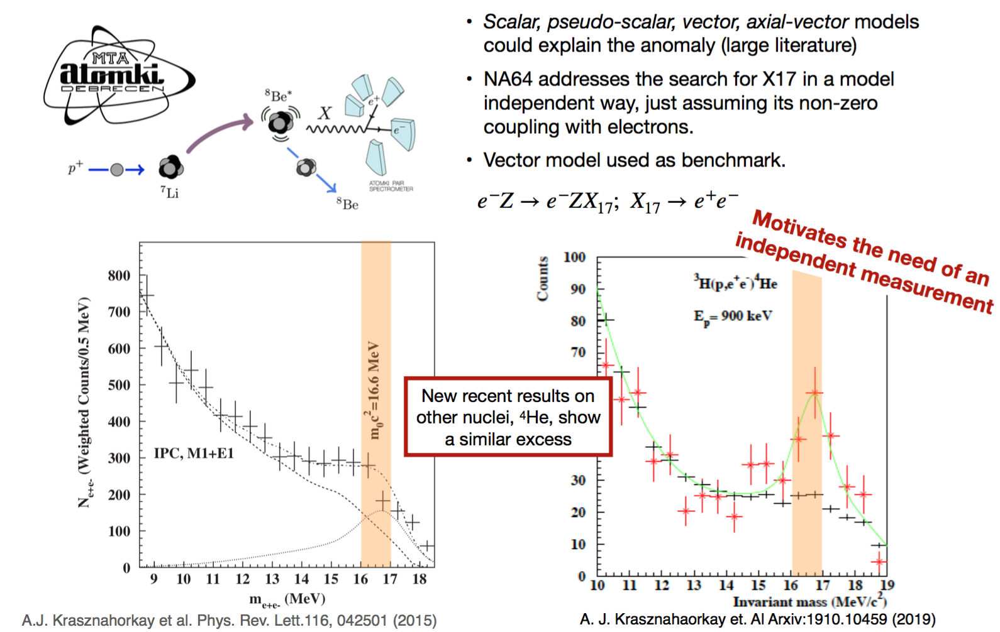 MTA
atomki
DEBRECEN
⁸Be*
X
e⁺
e⁻
p⁺
⁷Li
⁸Be
ATOMKI PAIR
SPECTROMETER
• Scalar, pseudo-scalar, vector, axial-vector models
could explain the anomaly (large literature)
• NA64 addresses the search for X17 in a model
independent way, just assuming its non-zero
coupling with electrons.
• Vector model used as benchmark.
e⁻Z → e⁻ZX₁₇; X₁₇ → e⁺e⁻
Motivates the need of an
independent measurement
800
700
600
500
400
300
200
100
0
Nₑ₊ₑ₋ (Weighted Counts/0.5 MeV)
IPC, M1+E1
m₀c²=16.6 MeV
9 10 11 12 13 14 15 16 17 18
mₑ₊ₑ₋ (MeV)
A.J. Krasznahorkay et al. Phys. Rev. Lett.116, 042501 (2015)
New recent results on
other nuclei, ⁴He, show
a similar excess
Counts
100
90
80
70
30
20
10
0
³H(p,e⁺e⁻)⁴He
Eₚ= 900 keV
10 11 12 13 14 15 16 17 18 19
Invariant mass (MeV/c²)
A. J. Krasznahaorkay et. Al Arxiv:1910.10459 (2019)